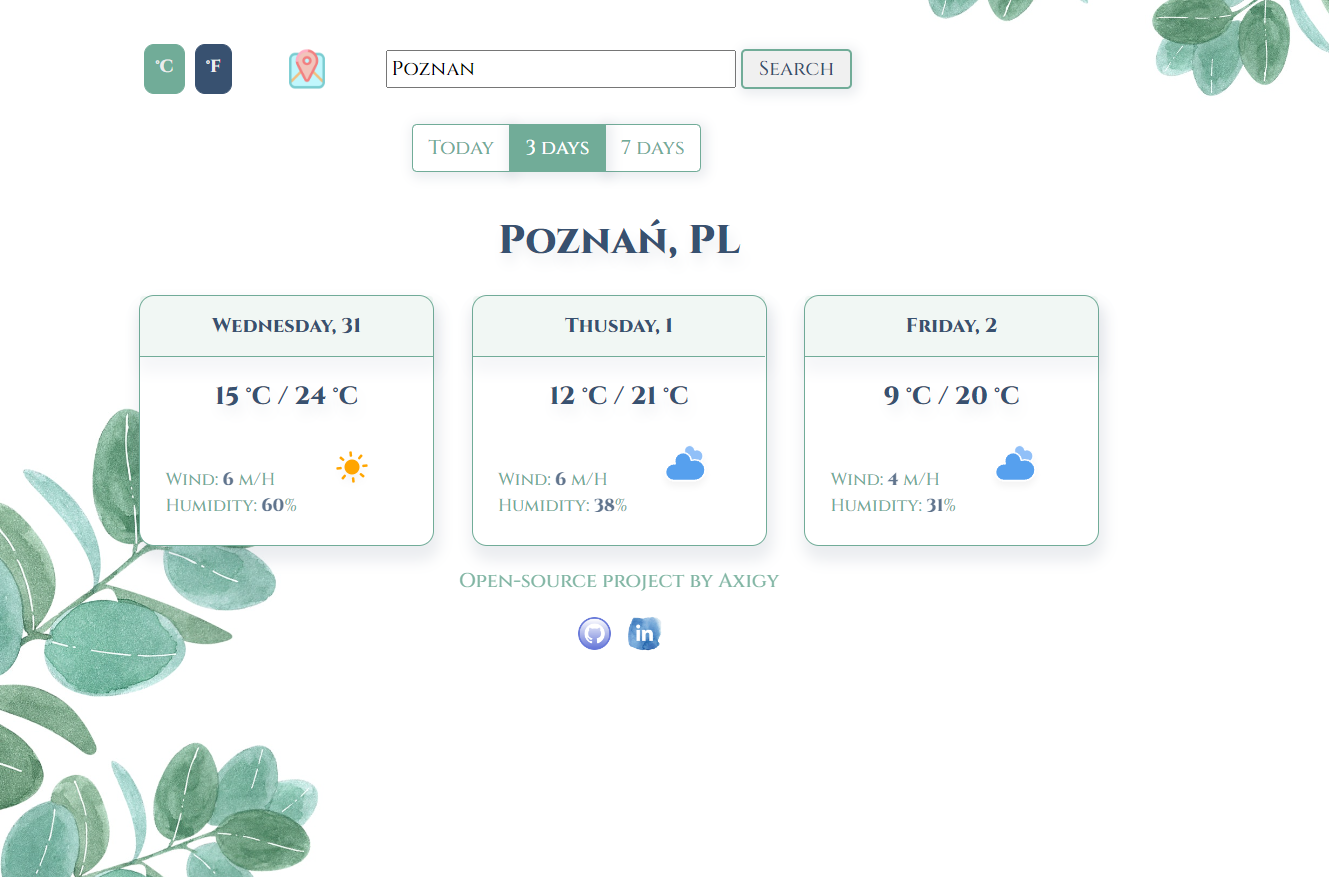 °C °F Poznan Search
Today 3 days 7 days
Poznań, PL
Wednesday, 31
15 °C / 24 °C
Wind: 6 m/h
Humidity: 60%
Thusday, 1
12 °C / 21 °C
Wind: 6 m/h
Humidity: 38%
Friday, 2
9 °C / 20 °C
Wind: 4 m/h
Humidity: 31%
Open-source project by Axigy
in